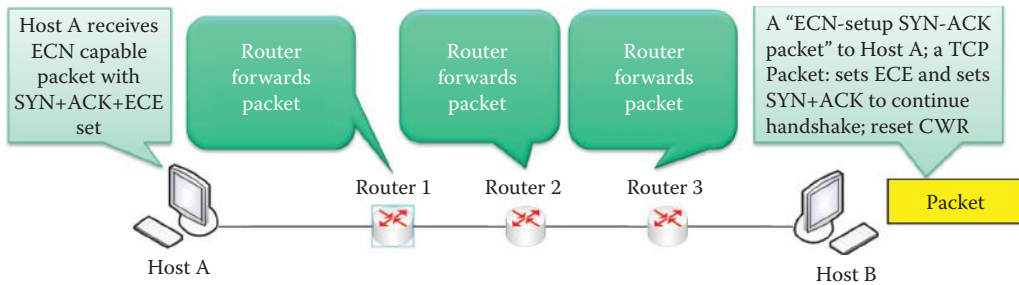 Host A receives
ECN capable
packet with
SYN+ACK+ECE
set
Router
forwards
packet
Router
forwards
packet
Router
forwards
packet
A “ECN-setup SYN-ACK
packet” to Host A; a TCP
Packet: sets ECE and sets
SYN+ACK to continue
handshake; reset CWR
Router 1
Router 2
Router 3
Packet
Host A
Host B